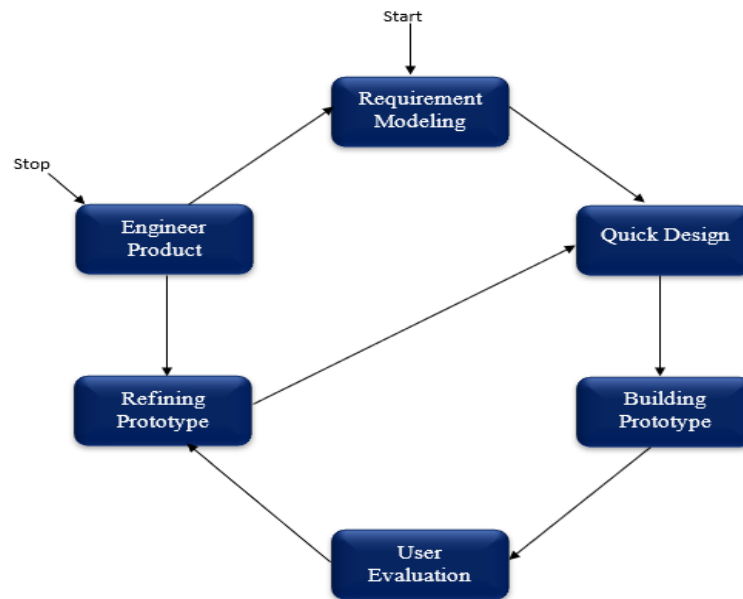 Start
Requirement
Modeling
Stop
Engineer
Product
Quick Design
Refining
Prototype
Building
Prototype
User
Evaluation